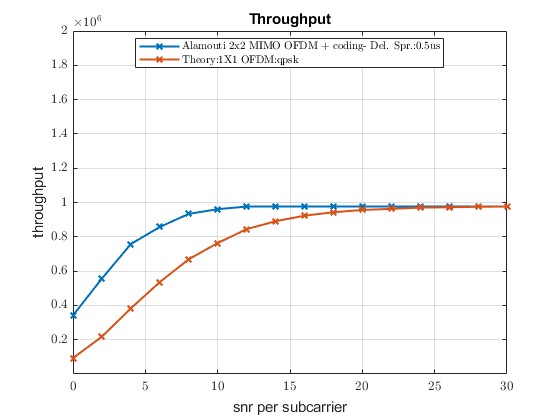 Throughput
×10^6
Alamouti 2x2 MIMO OFDM + coding- Del. Spr.:0.5us
Theory:1X1 OFDM:qpsk
2
1.8
1.6
1.4
1.2
1
0.8
0.6
0.4
0.2
throughput
0 5 10 15 20 25 30
snr per subcarrier